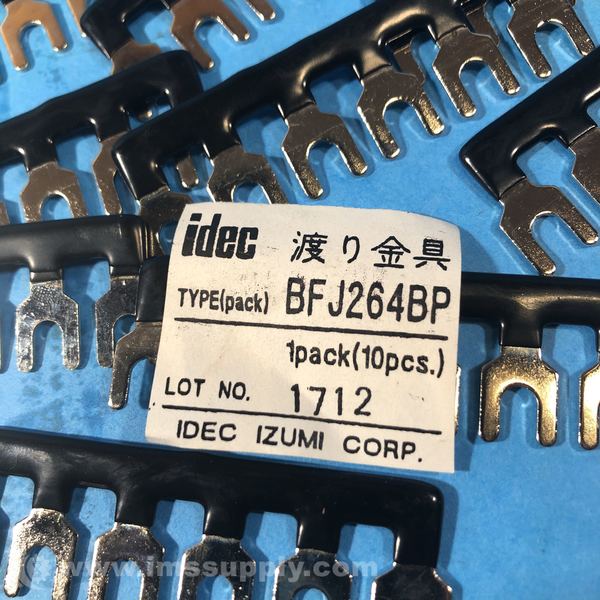 idec 渡り金具
TYPE(pack) BFJ264BP
1pack(10pcs.)
LOT NO. 1712
IDEC IZUMI CORP.
www.imssupply.com